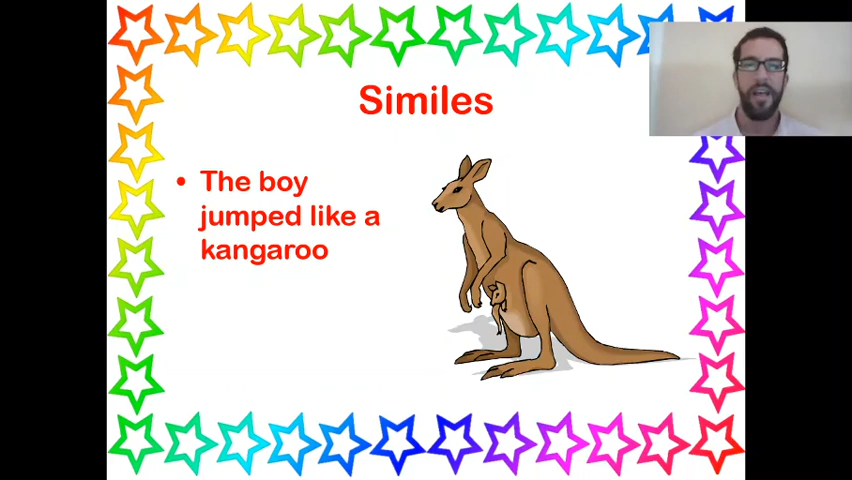 Similes
• The boy
jumped like a
kangaroo